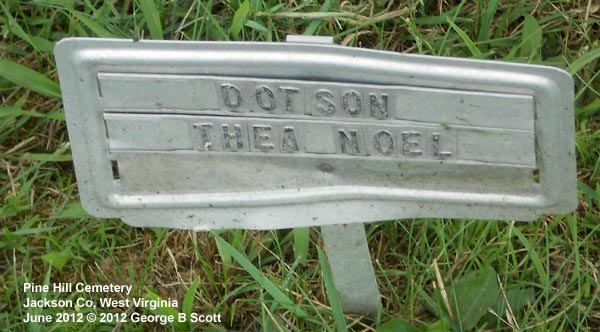 DOTSON
THEA NOEL
Pine Hill Cemetery
Jackson Co, West Virginia
June 2012 © 2012 George B Scott